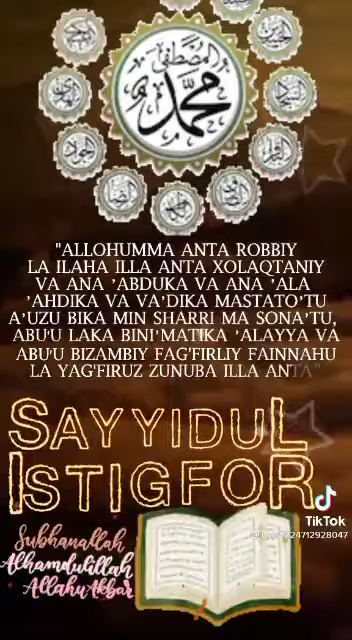 المصطفى
محمد
"ALLOHUMMA ANTA ROBBIY
LA ILAHA ILLA ANTA XOLAQTANIY
VA ANA ’ABDUKA VA ANA ’ALA
’AHDIKA VA VA’DIKA MASTATO’TU
A’UZU BIKA MIN SHARRI MA SONA’TU,
ABU’U LAKA BINI’MATIKA ’ALAYYA VA
ABU’U BIZAMBIY FAG'FIRLIY FAINNAHU
LA YAG'FIRUZ ZUNUBA ILLA ANTA"
SAYYIDUL
ISTIGFOR
Subhanallah
Alhamdulillah
Allahu Akbar
TikTok